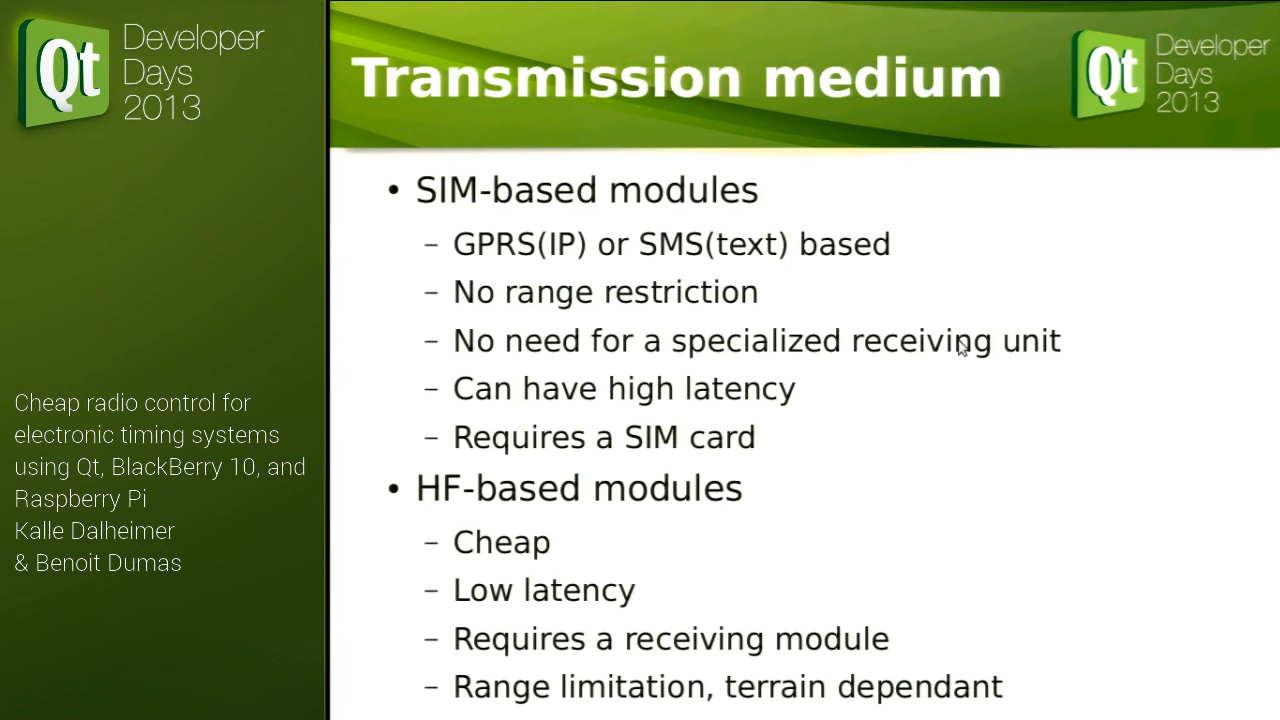 Qt Developer
Days
2013
Cheap radio control for
electronic timing systems
using Qt, BlackBerry 10, and
Raspberry Pi
Kalle Dalheimer
& Benoit Dumas
Transmission medium
Qt Developer
Days
2013
• SIM-based modules
– GPRS(IP) or SMS(text) based
– No range restriction
– No need for a specialized receiving unit
– Can have high latency
– Requires a SIM card
• HF-based modules
– Cheap
– Low latency
– Requires a receiving module
– Range limitation, terrain dependant